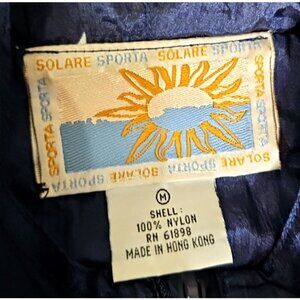 SOLARE SPORTA SOLARE SPORTA
SPORTA SPORTA
SPORTA
SOLARE SPORTA SOLARE
M
SHELL:
100% NYLON
RN 61898
MADE IN HONG KONG